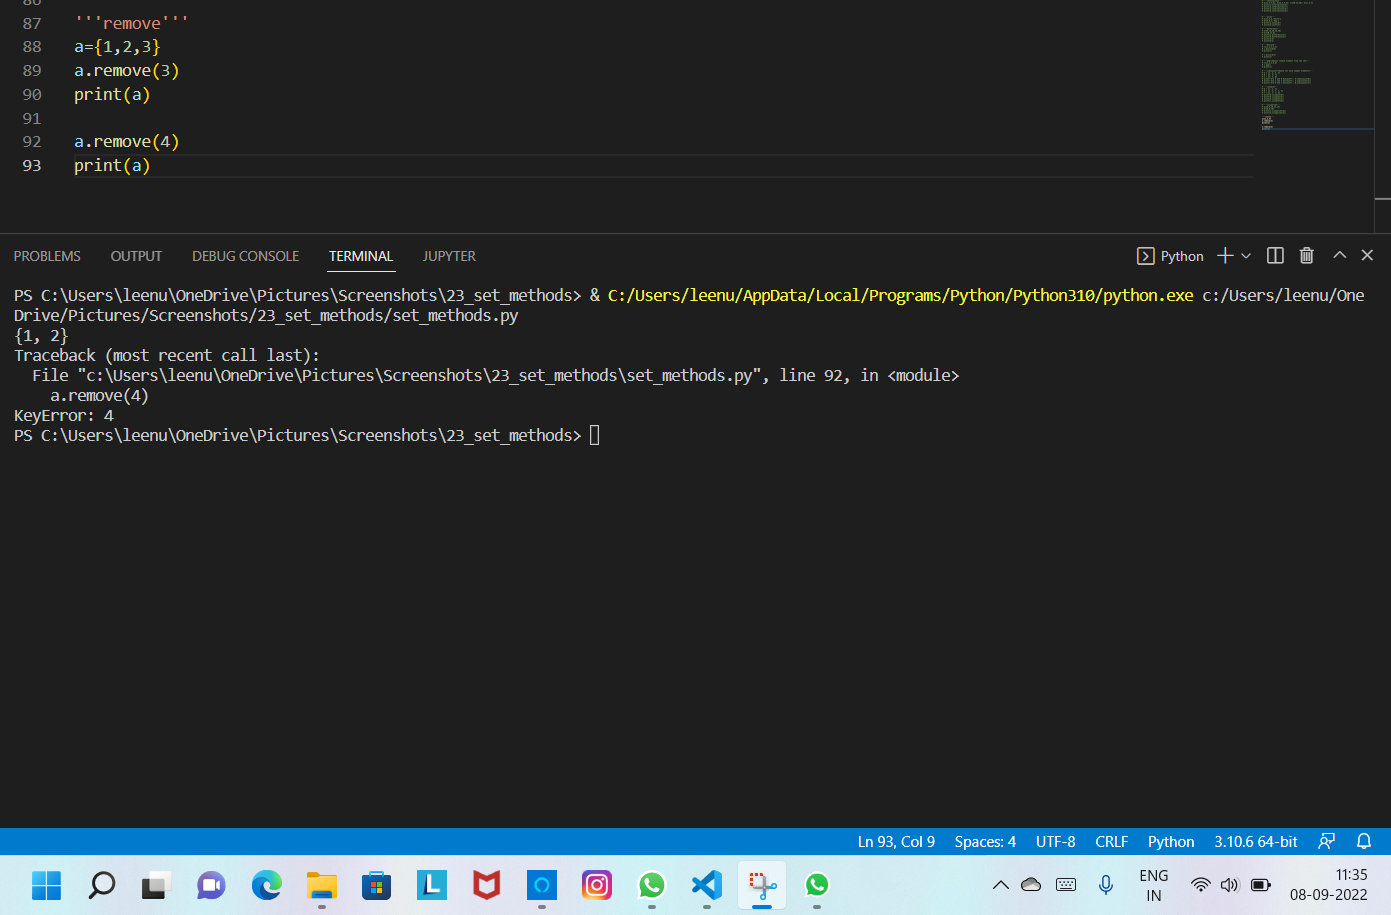 86
87 '''remove'''
88 a={1,2,3}
89 a.remove(3)
90 print(a)
91
92 a.remove(4)
93 print(a)
PROBLEMS OUTPUT DEBUG CONSOLE TERMINAL JUPYTER Python
PS C:\Users\leenu\OneDrive\Pictures\Screenshots\23_set_methods> & C:/Users/leenu/AppData/Local/Programs/Python/Python310/python.exe c:/Users/leenu/One
Drive/Pictures/Screenshots/23_set_methods/set_methods.py
{1, 2}
Traceback (most recent call last):
  File "c:\Users\leenu\OneDrive\Pictures\Screenshots\23_set_methods\set_methods.py", line 92, in <module>
    a.remove(4)
KeyError: 4
PS C:\Users\leenu\OneDrive\Pictures\Screenshots\23_set_methods>
Ln 93, Col 9 Spaces: 4 UTF-8 CRLF Python 3.10.6 64-bit
L
ENG
IN
11:35
08-09-2022